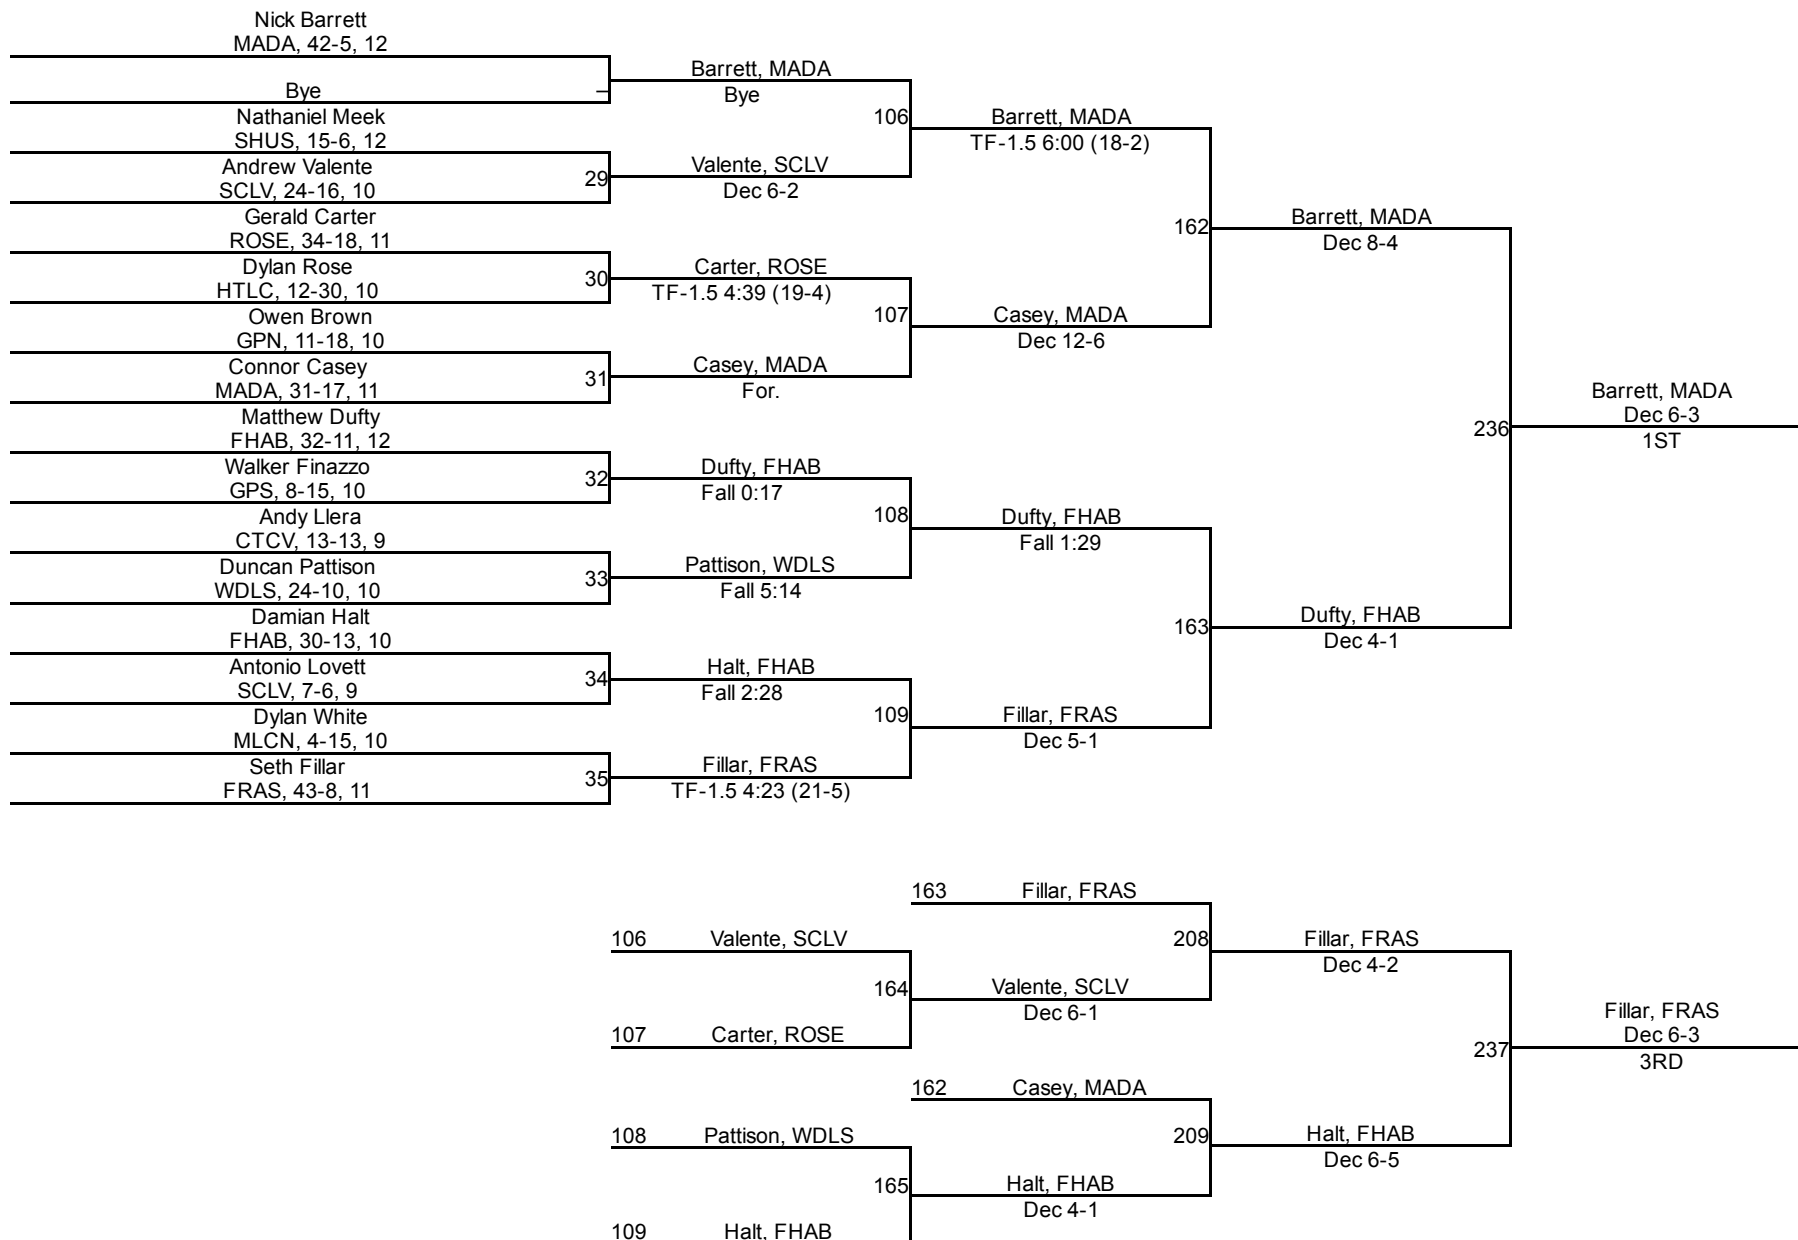 Nick Barrett
MADA, 42-5, 12
Bye
Nathaniel Meek
SHUS, 15-6, 12
Andrew Valente
SCLV, 24-16, 10
Gerald Carter
ROSE, 34-18, 11
Dylan Rose
HTLC, 12-30, 10
Owen Brown
GPN, 11-18, 10
Connor Casey
MADA, 31-17, 11
Matthew Dufty
FHAB, 32-11, 12
Walker Finazzo
GPS, 8-15, 10
Andy Llera
CTCV, 13-13, 9
Duncan Pattison
WDLS, 24-10, 10
Damian Halt
FHAB, 30-13, 10
Antonio Lovett
SCLV, 7-6, 9
Dylan White
MLCN, 4-15, 10
Seth Fillar
FRAS, 43-8, 11
–
29
30
31
32
33
34
35
Barrett, MADA
Bye
Valente, SCLV
Dec 6-2
Carter, ROSE
TF-1.5 4:39 (19-4)
Casey, MADA
For.
Dufty, FHAB
Fall 0:17
Pattison, WDLS
Fall 5:14
Halt, FHAB
Fall 2:28
Fillar, FRAS
TF-1.5 4:23 (21-5)
106
107
108
109
Barrett, MADA
TF-1.5 6:00 (18-2)
Casey, MADA
Dec 12-6
Dufty, FHAB
Fall 1:29
Fillar, FRAS
Dec 5-1
162
163
Barrett, MADA
Dec 8-4
Dufty, FHAB
Dec 4-1
236
Barrett, MADA
Dec 6-3
1ST
106 Valente, SCLV
107 Carter, ROSE
108 Pattison, WDLS
109 Halt, FHAB
164
165
163 Fillar, FRAS
Valente, SCLV
Dec 6-1
162 Casey, MADA
Halt, FHAB
Dec 4-1
208
209
Fillar, FRAS
Dec 4-2
Halt, FHAB
Dec 6-5
237
Fillar, FRAS
Dec 6-3
3RD